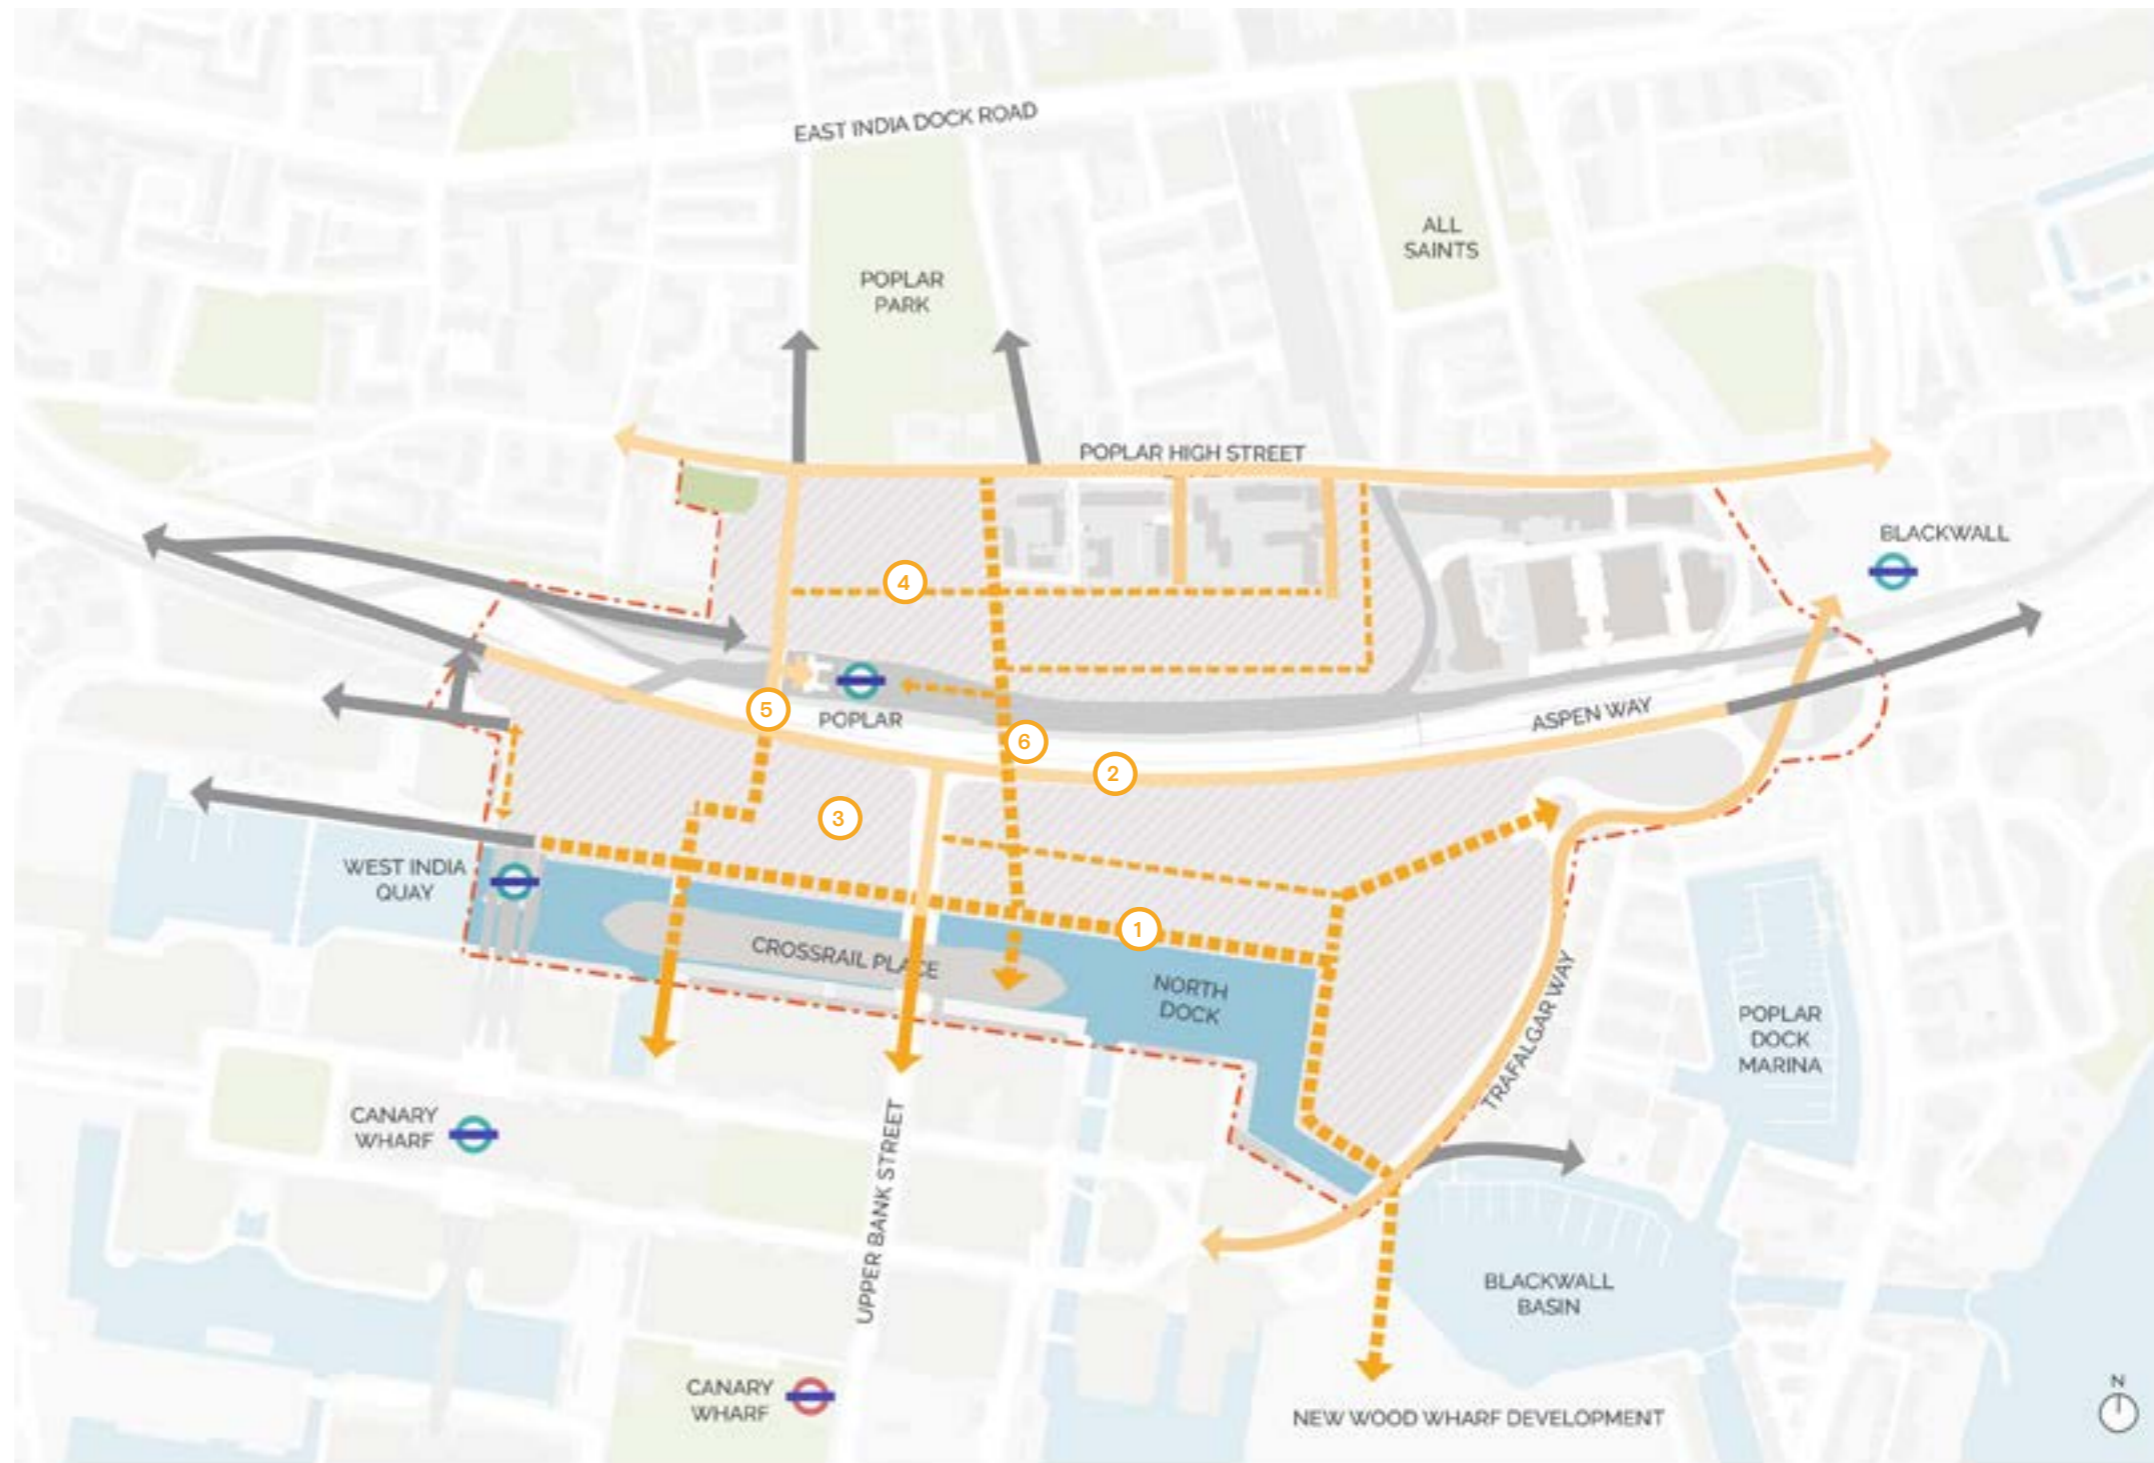 EAST INDIA DOCK ROAD
ALL
SAINTS
POPLAR
PARK
POPLAR HIGH STREET
BLACKWALL
4
5
POPLAR
6
ASPEN WAY
2
3
WEST INDIA
QUAY
1
CROSSRAIL PLACE
NORTH
DOCK
TRAFALGAR WAY
POPLAR
DOCK
MARINA
CANARY
WHARF
UPPER BANK STREET
BLACKWALL
BASIN
CANARY
WHARF
NEW WOOD WHARF DEVELOPMENT
N